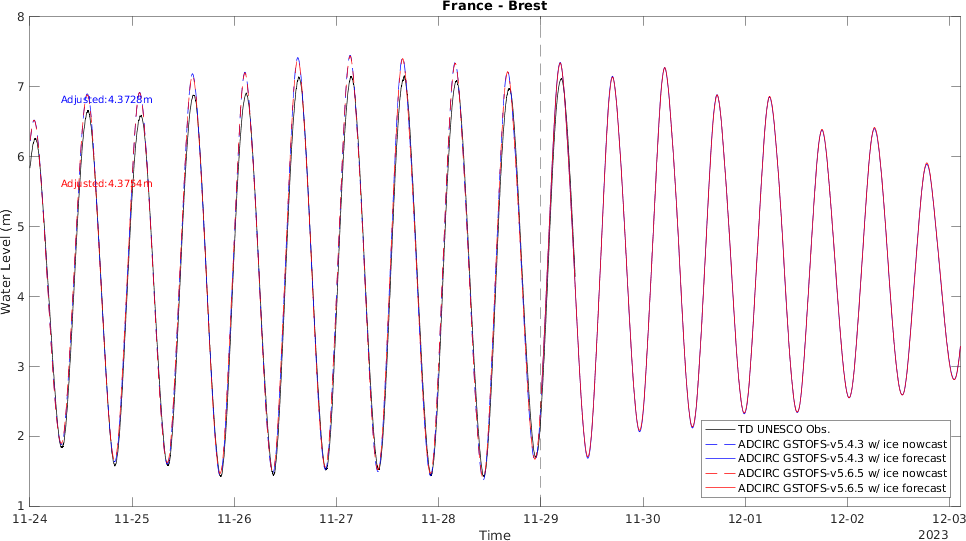 France - Brest
8
7
6
5
4
3
2
1
Water Level (m)
Adjusted:4.3728m
Adjusted:4.3754m
TD UNESCO Obs.
ADCIRC GSTOFS-v5.4.3 w/ ice nowcast
ADCIRC GSTOFS-v5.4.3 w/ ice forecast
ADCIRC GSTOFS-v5.6.5 w/ ice nowcast
ADCIRC GSTOFS-v5.6.5 w/ ice forecast
11-24 11-25 11-26 11-27 11-28 11-29 11-30 12-01 12-02 12-03
Time
2023